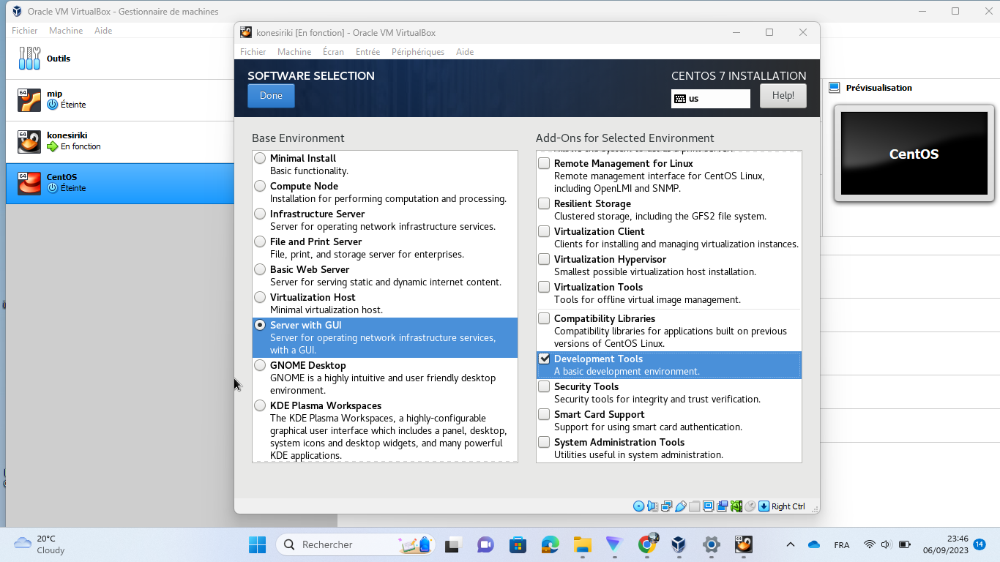 Oracle VM VirtualBox - Gestionnaire de machines
Fichier Machine Aide
Outils
64
mip
Éteinte
64
konesiriki
En fonction
64
CentOS
Éteinte
Prévisualisation
CentOS
konesiriki [En fonction] - Oracle VM VirtualBox
Fichier Machine Écran Entrée Périphériques Aide
SOFTWARE SELECTION
Done
CENTOS 7 INSTALLATION
us
Help!
Base Environment
Minimal Install
Basic functionality.
Compute Node
Installation for performing computation and processing.
Infrastructure Server
Server for operating network infrastructure services.
File and Print Server
File, print, and storage server for enterprises.
Basic Web Server
Server for serving static and dynamic internet content.
Virtualization Host
Minimal virtualization host.
Server with GUI
Server for operating network infrastructure services,
with a GUI.
GNOME Desktop
GNOME is a highly intuitive and user friendly desktop
environment.
KDE Plasma Workspaces
The KDE Plasma Workspaces, a highly-configurable
graphical user interface which includes a panel, desktop,
system icons and desktop widgets, and many powerful
KDE applications.
Add-Ons for Selected Environment
Remote Management for Linux
Remote management interface for CentOS Linux,
including OpenLMI and SNMP.
Resilient Storage
Clustered storage, including the GFS2 file system.
Virtualization Client
Clients for installing and managing virtualization instances.
Virtualization Hypervisor
Smallest possible virtualization host installation.
Virtualization Tools
Tools for offline virtual image management.
Compatibility Libraries
Compatibility libraries for applications built on previous
versions of CentOS Linux.
Development Tools
A basic development environment.
Security Tools
Security tools for integrity and trust verification.
Smart Card Support
Support for using smart card authentication.
System Administration Tools
Utilities useful in system administration.
Right Ctrl
20°C
Cloudy
Rechercher
FRA
23:46
06/09/2023
14